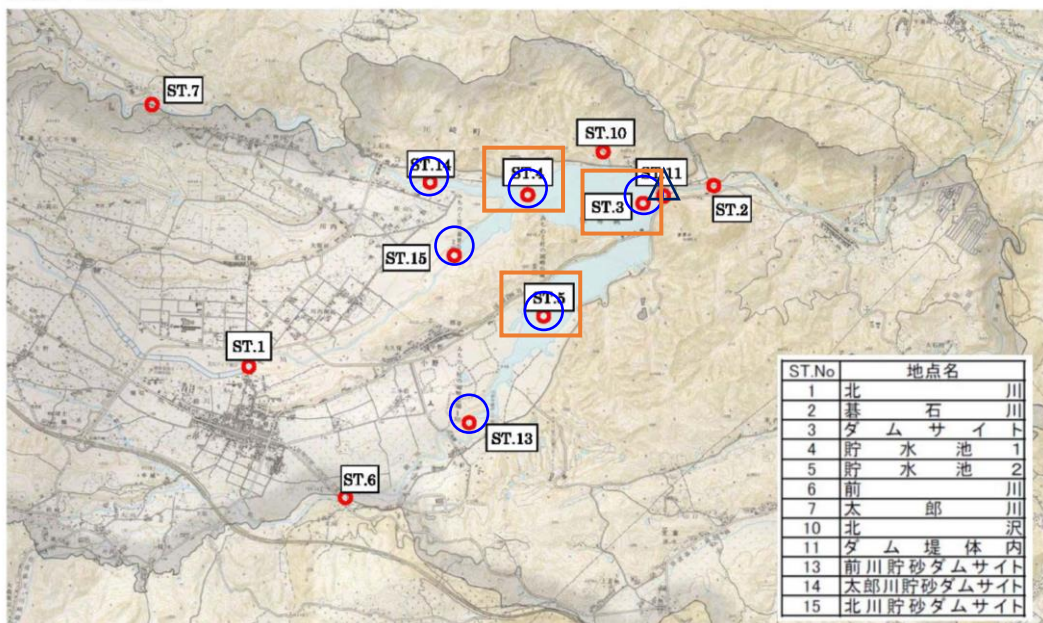 ST.7
ST.10
川崎町
ST.14
ST.4
ST.11
ST.3
ST.2
ST.15
ST.5
ST.1
小野
ST.13
ST.6
ST.No 地点名
1 北川
2 碁石川
3 ダムサイト
4 貯水池1
5 貯水池2
6 前川
7 太郎川
10 北沢
11 ダム堤体内
13 前川貯砂ダムサイト
14 太郎川貯砂ダムサイト
15 北川貯砂ダムサイト